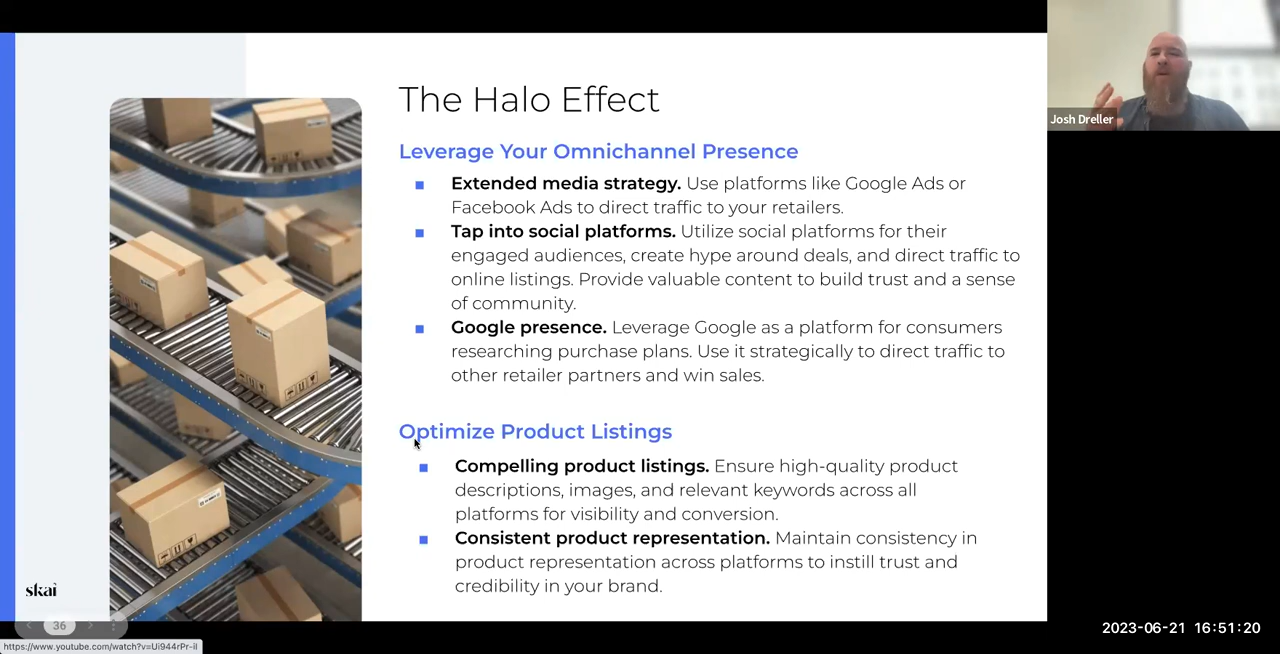 The Halo Effect
Leverage Your Omnichannel Presence
Extended media strategy. Use platforms like Google Ads or
Facebook Ads to direct traffic to your retailers.
Tap into social platforms. Utilize social platforms for their
engaged audiences, create hype around deals, and direct traffic to
online listings. Provide valuable content to build trust and a sense
of community.
Google presence. Leverage Google as a platform for consumers
researching purchase plans. Use it strategically to direct traffic to
other retailer partners and win sales.
Optimize Product Listings
Compelling product listings. Ensure high-quality product
descriptions, images, and relevant keywords across all
platforms for visibility and conversion.
Consistent product representation. Maintain consistency in
product representation across platforms to instill trust and
credibility in your brand.
skai
36
https://www.youtube.com/watch?v=Ui944rPr-iI
Josh Dreller
2023-06-21 16:51:20